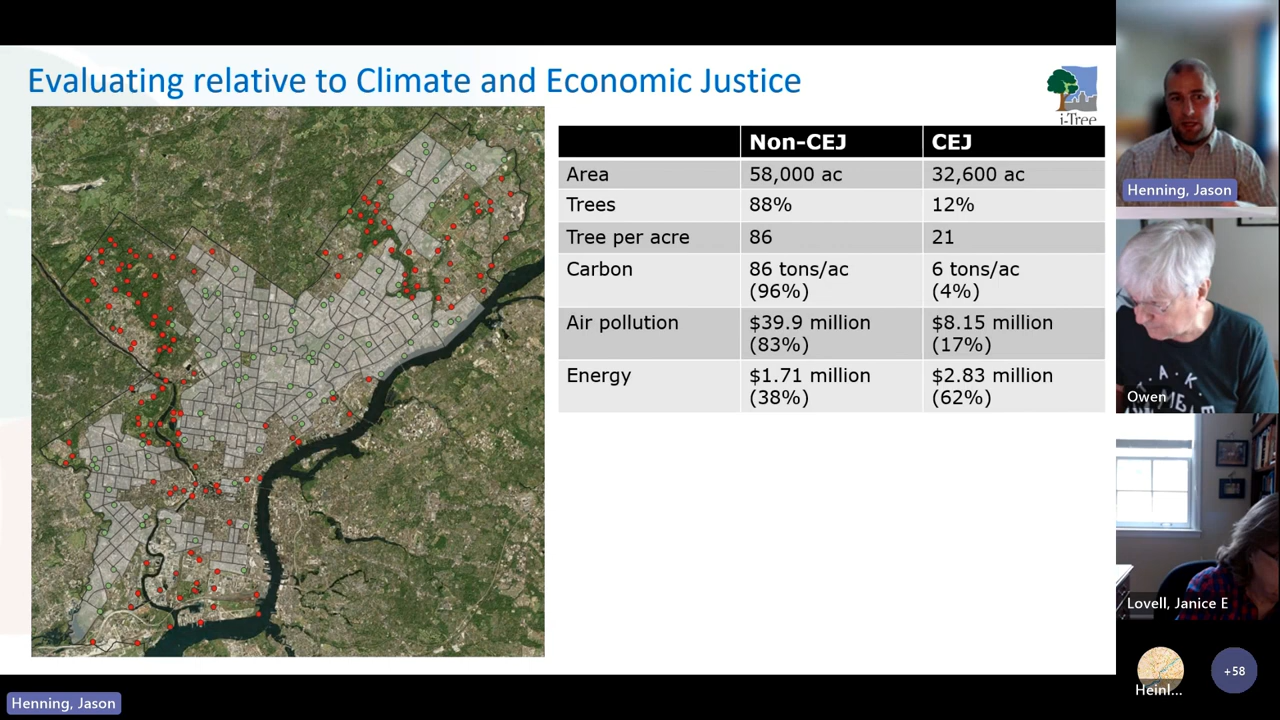 Evaluating relative to Climate and Economic Justice
i-Tree
Non-CEJ CEJ
Area 58,000 ac 32,600 ac
Trees 88% 12%
Tree per acre 86 21
Carbon 86 tons/ac 6 tons/ac
(96%) (4%)
Air pollution $39.9 million $8.15 million
(83%) (17%)
Energy $1.71 million $2.83 million
(38%) (62%)
Henning, Jason
Owen
Lovell, Janice E
Heinl...
+58
Henning, Jason